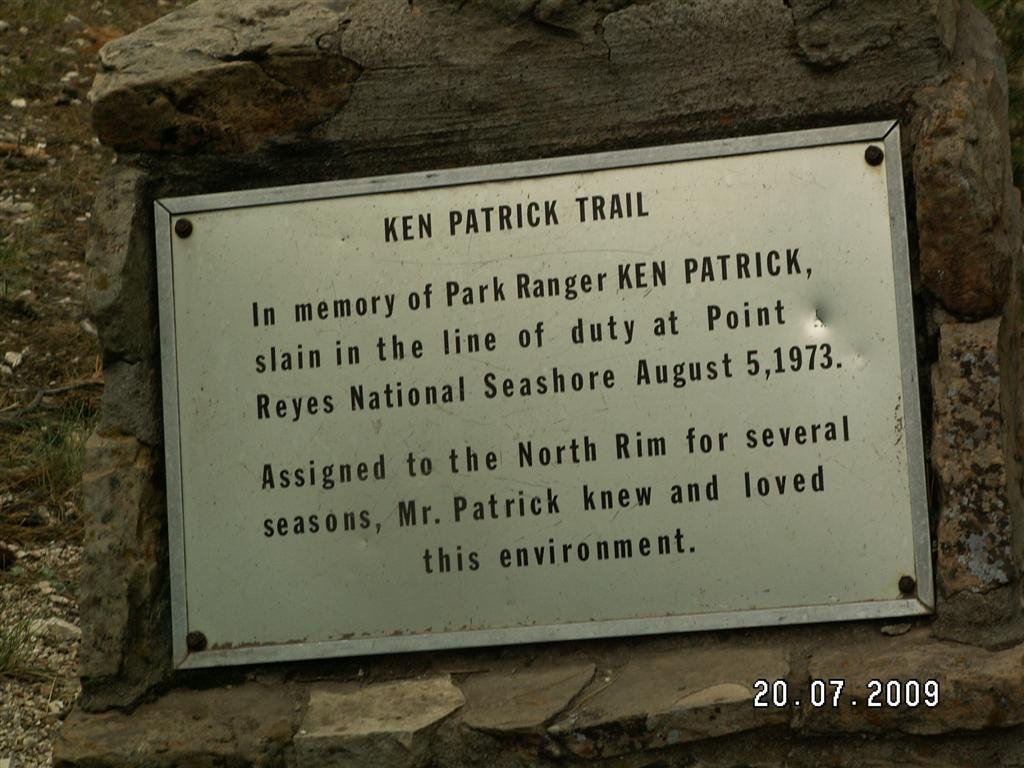 KEN PATRICK TRAIL
In memory of Park Ranger KEN PATRICK,
slain in the line of duty at Point
Reyes National Seashore August 5,1973.
Assigned to the North Rim for several
seasons, Mr. Patrick knew and loved
this environment.
20.07.2009